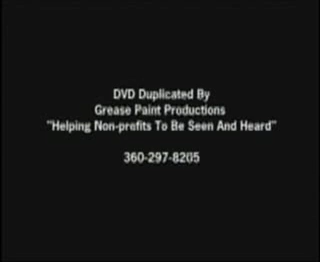 DVD Duplicated By
Grease Paint Productions
"Helping Non-profits To Be Seen And Heard"
360-297-8205